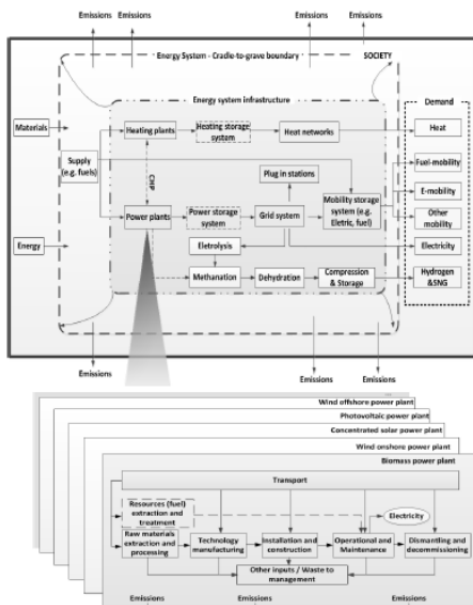 Emissions
Emissions
Emissions
Emissions
Energy System - Cradle-to-grave boundary
SOCIETY
Energy system infrastructure
Demand
Materials
Heating plants
Heating storage
system
Heat networks
Heat
Supply
(e.g. fuels)
CHP
Plug in stations
Fuel-mobility
Power plants
Power storage
system
Grid system
Mobility storage
system (e.g.
Eletric, fuel)
E-mobility
Other
mobility
Energy
Eletrolysis
Electricity
Methanation
Dehydration
Compression
& Storage
Hydrogen
&SNG
Emissions
Emissions
Emissions
Wind offshore power plant
Photovoltaic power plant
Concentrated solar power plant
Wind onshore power plant
Biomass power plant
Transport
Resources (fuel)
extraction and
treatment
Electricity
Raw materials
extraction and
processing
Technology
manufacturing
Installation and
construction
Operational and
Maintenance
Dismantling and
decommissioning
Other inputs / Waste to
management
Emissions
Emissions
Emissions